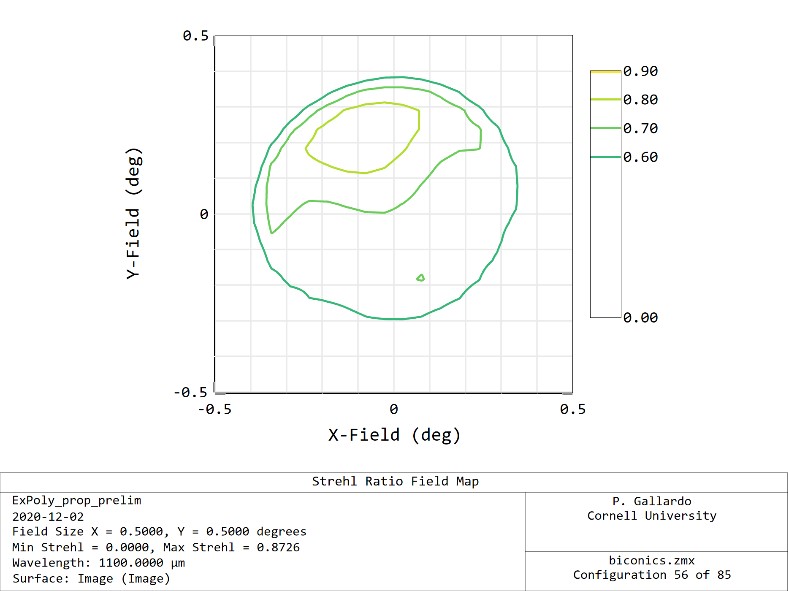 0.5
0
-0.5
Y-Field (deg)
-0.5
0
0.5
X-Field (deg)
0.90
0.80
0.70
0.60
0.00
Strehl Ratio Field Map
ExPoly_prop_prelim
2020-12-02
Field Size X = 0.5000, Y = 0.5000 degrees
Min Strehl = 0.0000, Max Strehl = 0.8726
Wavelength: 1100.0000 µm
Surface: Image (Image)
P. Gallardo
Cornell University
biconics.zmx
Configuration 56 of 85